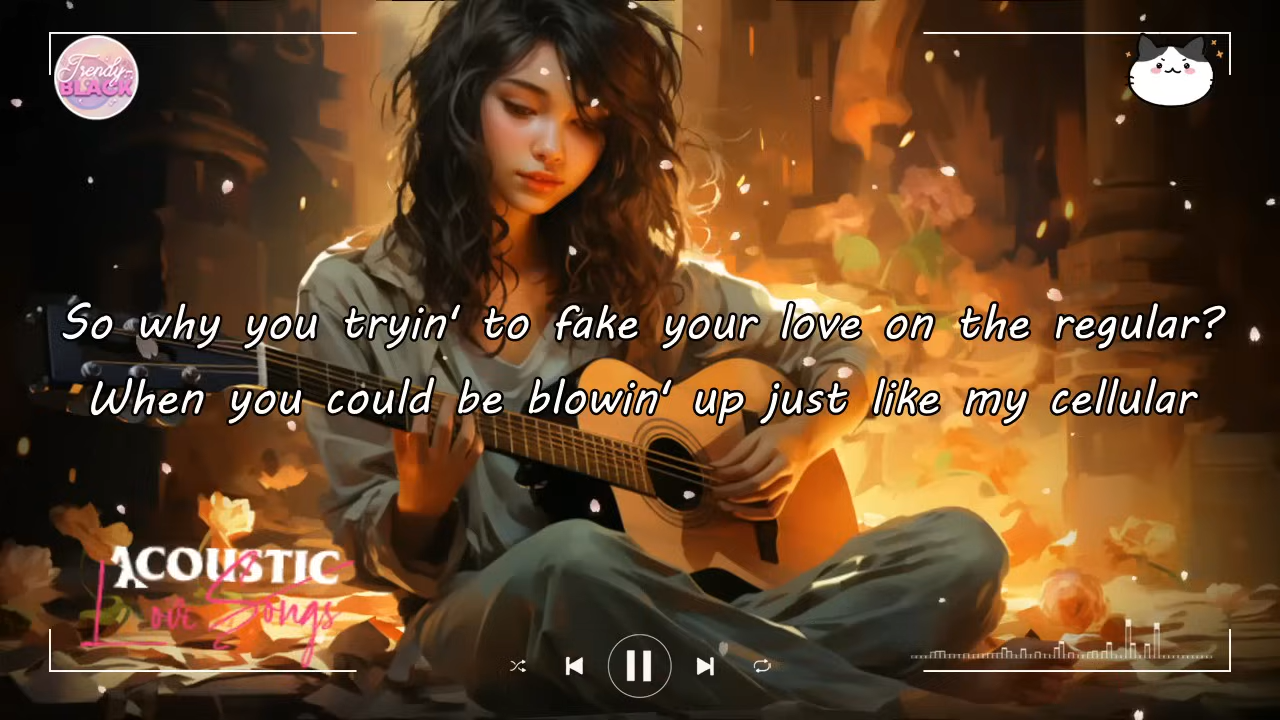 Trendy
BLACK
So why you tryin‘ to fake your love on the regular?
When you could be blowin‘ up just like my cellular
ACOUSTIC
Love Songs